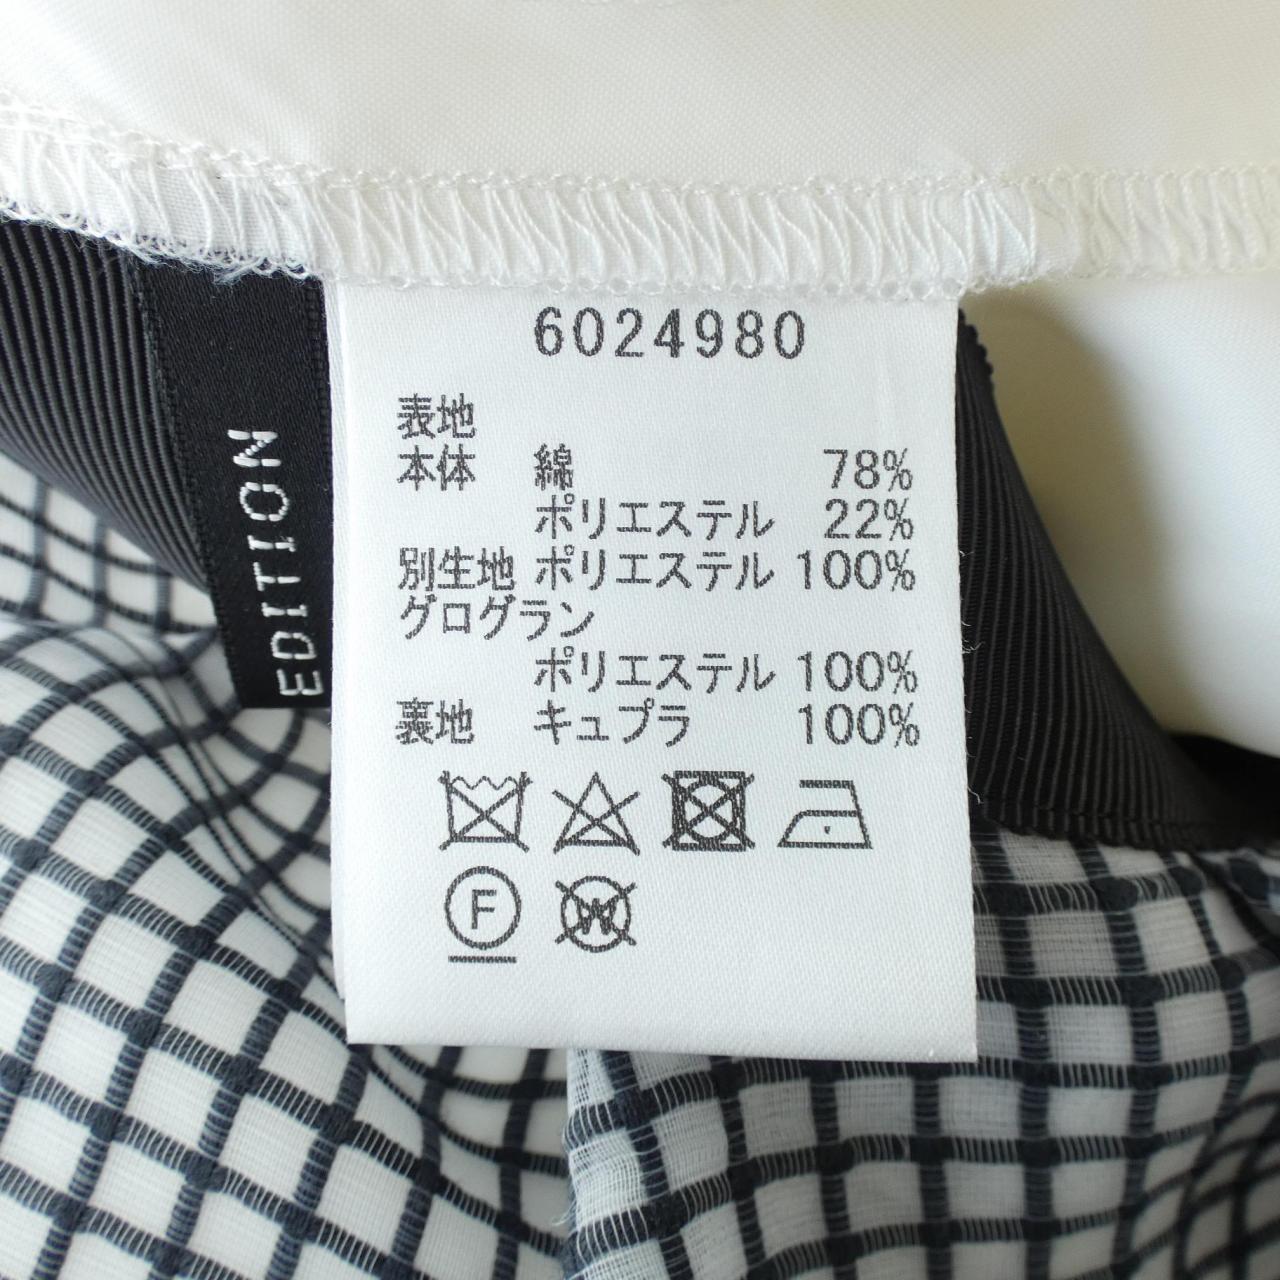 6024980
表地
本体 綿 78%
ポリエステル 22%
別生地 ポリエステル 100%
グログラン
ポリエステル 100%
裏地 キュプラ 100%
F W
EDITION